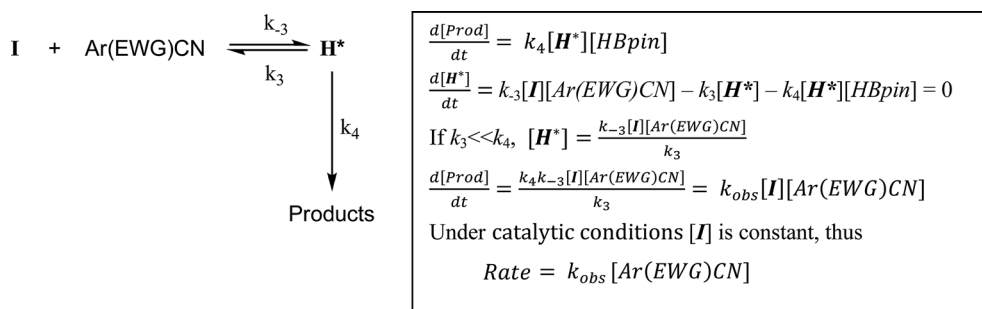 k-3
I + Ar(EWG)CN H*
k3
k4
Products
d[Prod]/dt = k4[H*][HBpin]
d[H*]/dt = k-3[I][Ar(EWG)CN] – k3[H*] – k4[H*][HBpin] = 0
If k3<<k4, [H*] = k−3[I][Ar(EWG)CN]/k3
d[Prod]/dt = k4k−3[I][Ar(EWG)CN]/k3 = kobs[I][Ar(EWG)CN]
Under catalytic conditions [I] is constant, thus
Rate = kobs[Ar(EWG)CN]